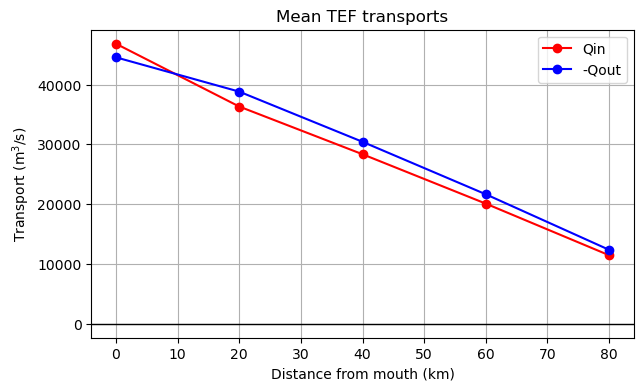 Mean TEF transports
Qin
-Qout
Transport (m³/s)
40000
30000
20000
10000
0
0 10 20 30 40 50 60 70 80
Distance from mouth (km)